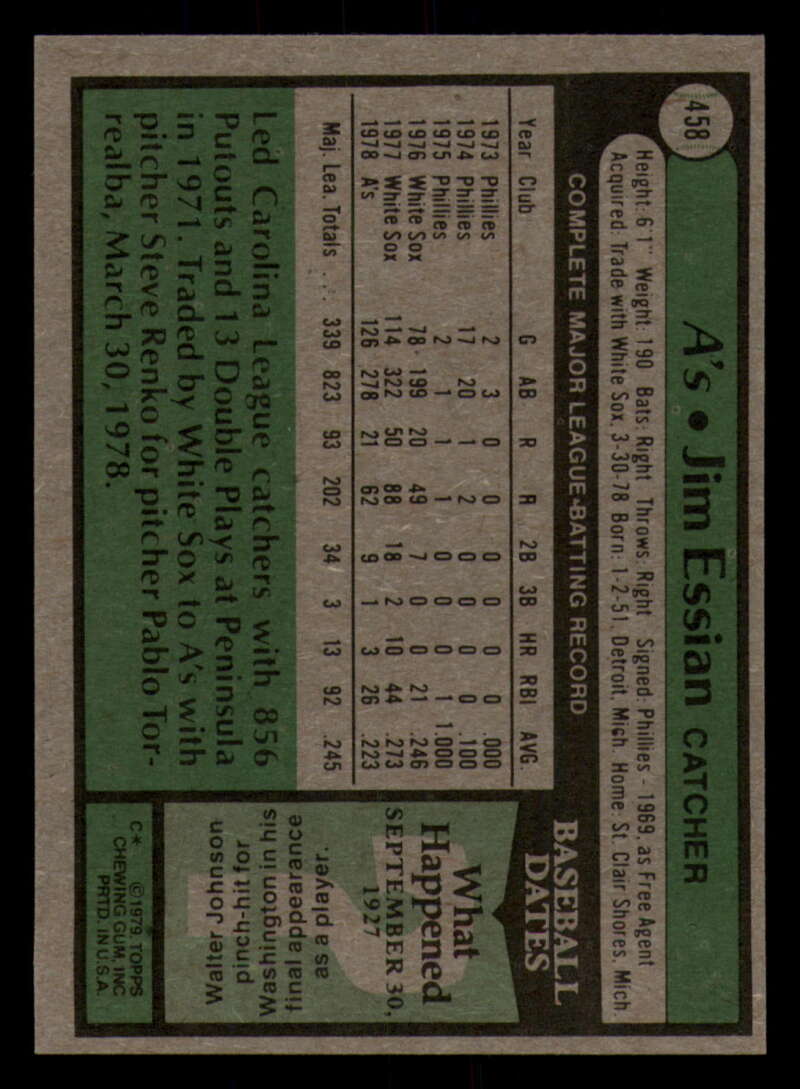 458
A's • Jim Essian CATCHER
Height: 6'1" Weight: 190 Bats: Right Throws: Right Signed: Phillies - 1969, as Free Agent
Acquired: Trade with White Sox, 3-30-78 Born: 1-2-51, Detroit, Mich. Home: St. Clair Shores, Mich
COMPLETE MAJOR LEAGUE BATTING RECORD
Year Club G AB R H 2B 3B HR RBI AVG.
1973 Phillies 2 3 0 0 0 0 0 0 .000
1974 Phillies 17 20 1 2 0 0 0 0 .100
1975 Phillies 2 1 1 1 0 0 0 1 1.000
1976 White Sox 78 199 20 49 7 0 0 21 .246
1977 White Sox 114 322 50 88 18 2 10 44 .273
1978 A's 126 278 21 62 9 1 3 26 .223
Maj. Lea. Totals ... 339 823 93 202 34 3 13 92 .245
Led Carolina League catchers with 856
Putouts and 13 Double Plays at Peninsula
in 1971. Traded by White Sox to A's with
pitcher Steve Renko for pitcher Pablo Tor-
realba, March 30, 1978.
BASEBALL
DATES
What
Happened
SEPTEMBER 30,
1927
Walter Johnson
pinch-hit for
Washington in his
final appearance
as a player.
C* ©1979 TOPPS
CHEWING GUM, INC
PRTD. IN U.S.A.